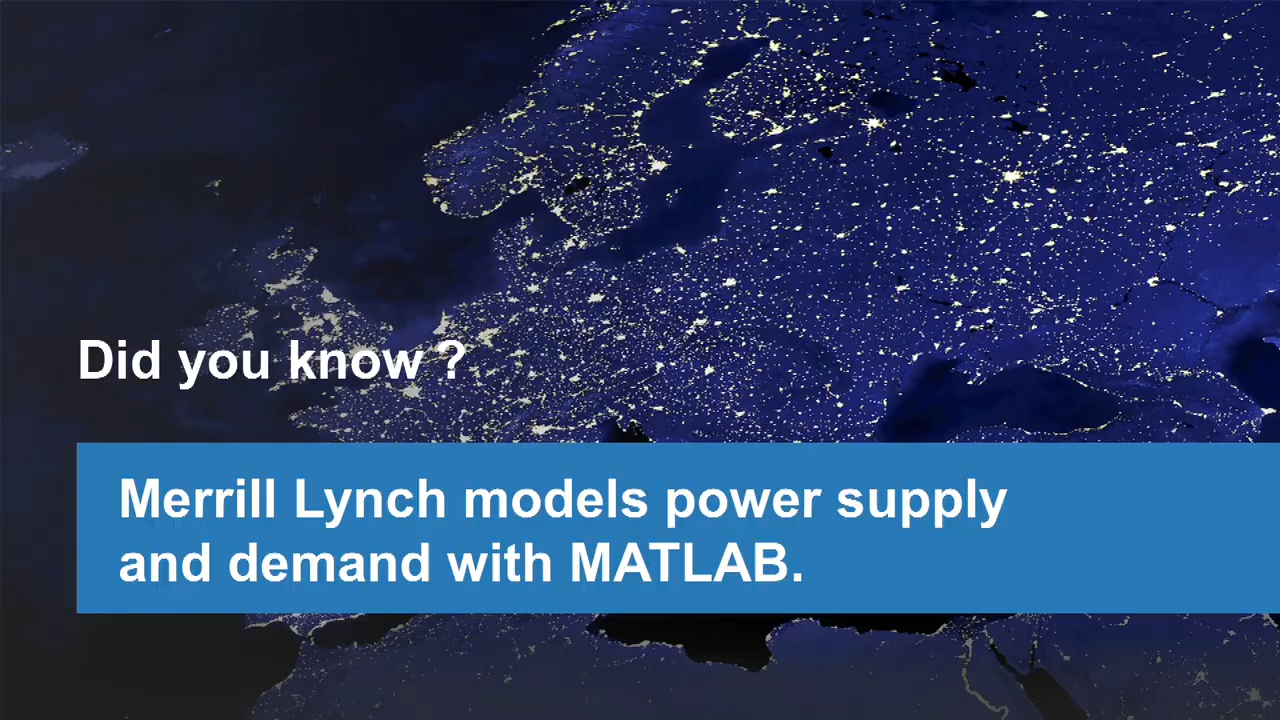 Did you know ?
Merrill Lynch models power supply
and demand with MATLAB.